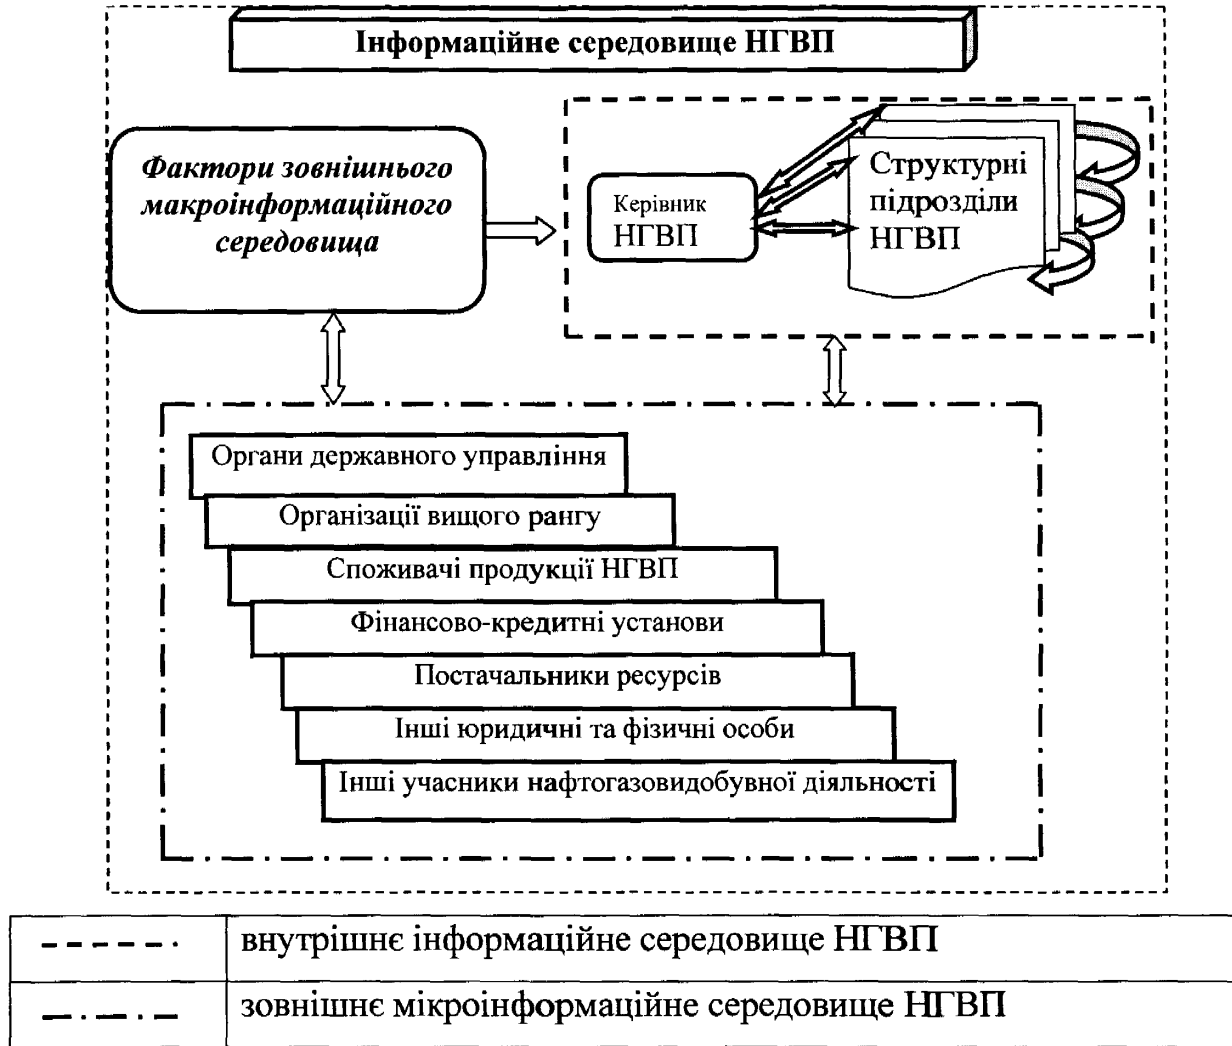 Інформаційне середовище НГВП
Фактори зовнішнього
макроінформаційного
середовища
Керівник
НГВП
Структурні
підрозділи
НГВП
Органи державного управління
Організації вищого рангу
Споживачі продукції НГВП
Фінансово-кредитні установи
Постачальники ресурсів
Інші юридичні та фізичні особи
Інші учасники нафтогазовидобувної діяльності
внутрішнє інформаційне середовище НГВП
зовнішнє мікроінформаційне середовище НГВП